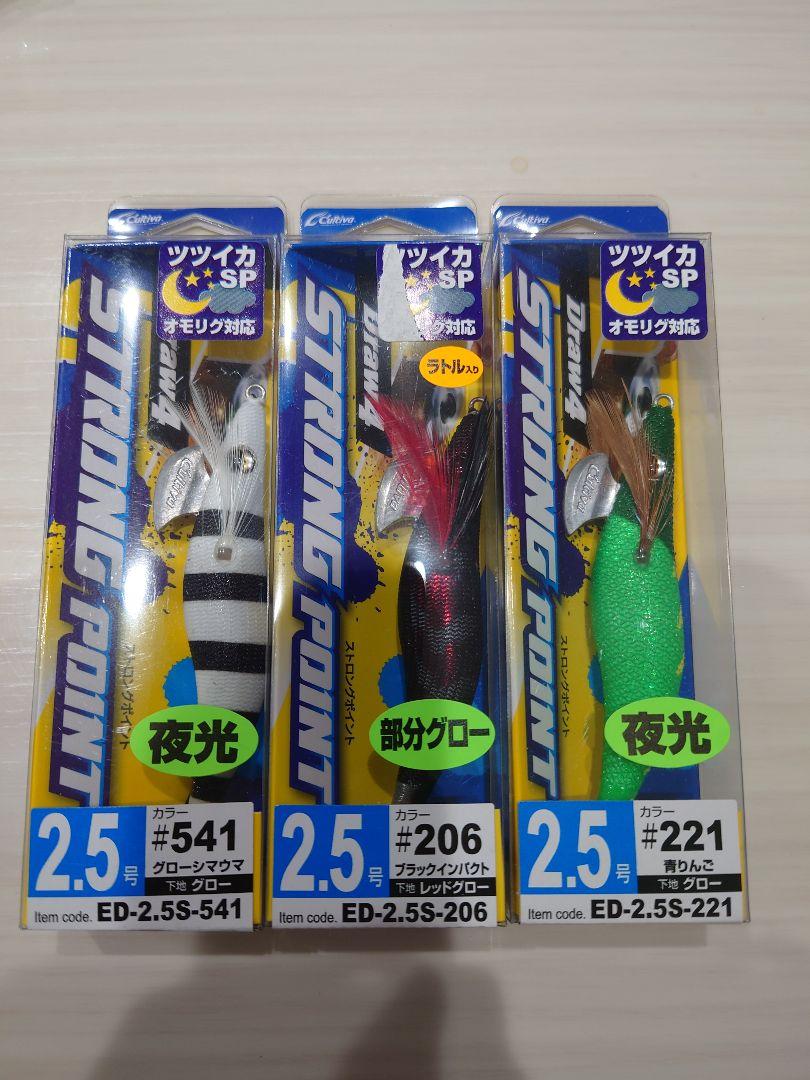 Cultiva
ツツイカ
SP
オモリグ対応
Draw4
STRONG POINT
ストロングポイント
Cultiva
夜光
2.5号
カラー
#541
グローシマウマ
下地 グロー
Item code. ED-2.5S-541
Cultiva
ツツイカ
SP
グ対応
Draw4
ラトル入り
STRONG POINT
ストロングポイント
部分グロー
2.5号
カラー
#206
ブラックインパクト
下地 レッドグロー
Item code. ED-2.5S-206
Cultiva
ツツイカ
SP
オモリグ対応
Draw4
STRONG POINT
ストロングポイント
Cultiva
夜光
2.5号
カラー
#221
青りんご
下地 グロー
Item code. ED-2.5S-221